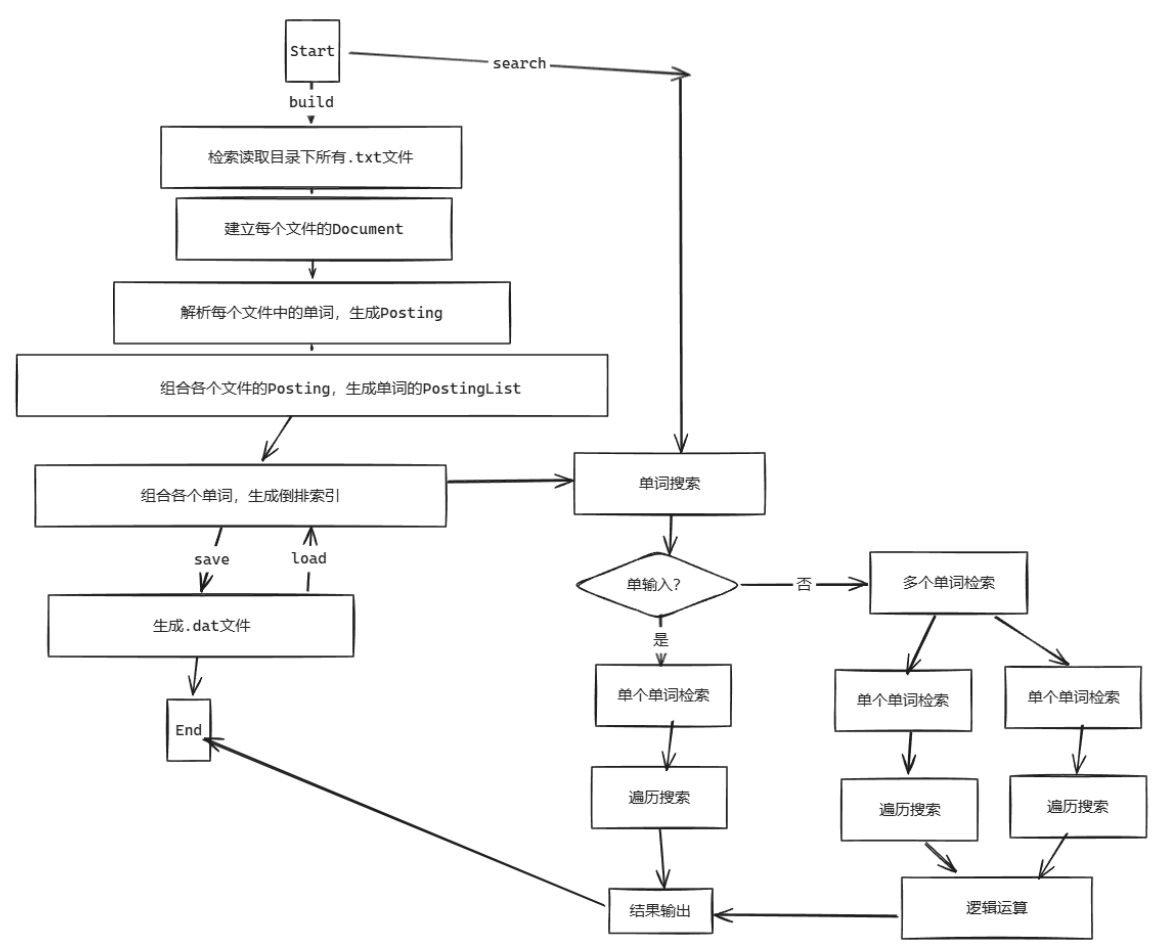 Start
search
build
检索读取目录下所有.txt文件
建立每个文件的Document
解析每个文件中的单词，生成Posting
组合各个文件的Posting，生成单词的PostingList
组合各个单词，生成倒排索引
单词搜索
save
load
单输入?
否
多个单词检索
生成.dat文件
是
单个单词检索
单个单词检索
单个单词检索
End
遍历搜索
遍历搜索
遍历搜索
结果输出
逻辑运算